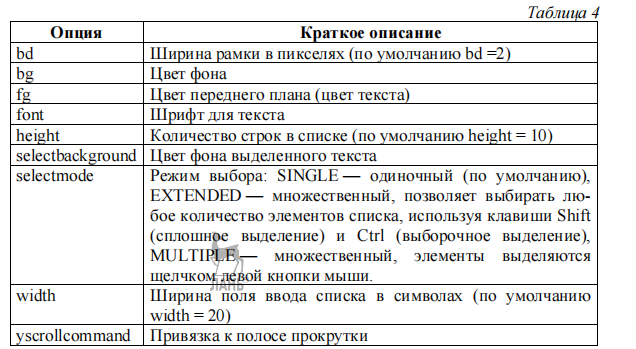 Таблица 4
Опция Краткое описание
bd Ширина рамки в пикселях (по умолчанию bd =2)
bg Цвет фона
fg Цвет переднего плана (цвет текста)
font Шрифт для текста
height Количество строк в списке (по умолчанию height = 10)
selectbackground Цвет фона выделенного текста
selectmode Режим выбора: SINGLE — одиночный (по умолчанию),
EXTENDED — множественный, позволяет выбирать лю-
бое количество элементов списка, используя клавиши Shift
(сплошное выделение) и Ctrl (выборочное выделение),
MULTIPLE — множественный, элементы выделяются
щелчком левой кнопки мыши.
ЛАНЬ
width Ширина поля ввода списка в символах (по умолчанию
width = 20)
yscrollcommand Привязка к полосе прокрутки